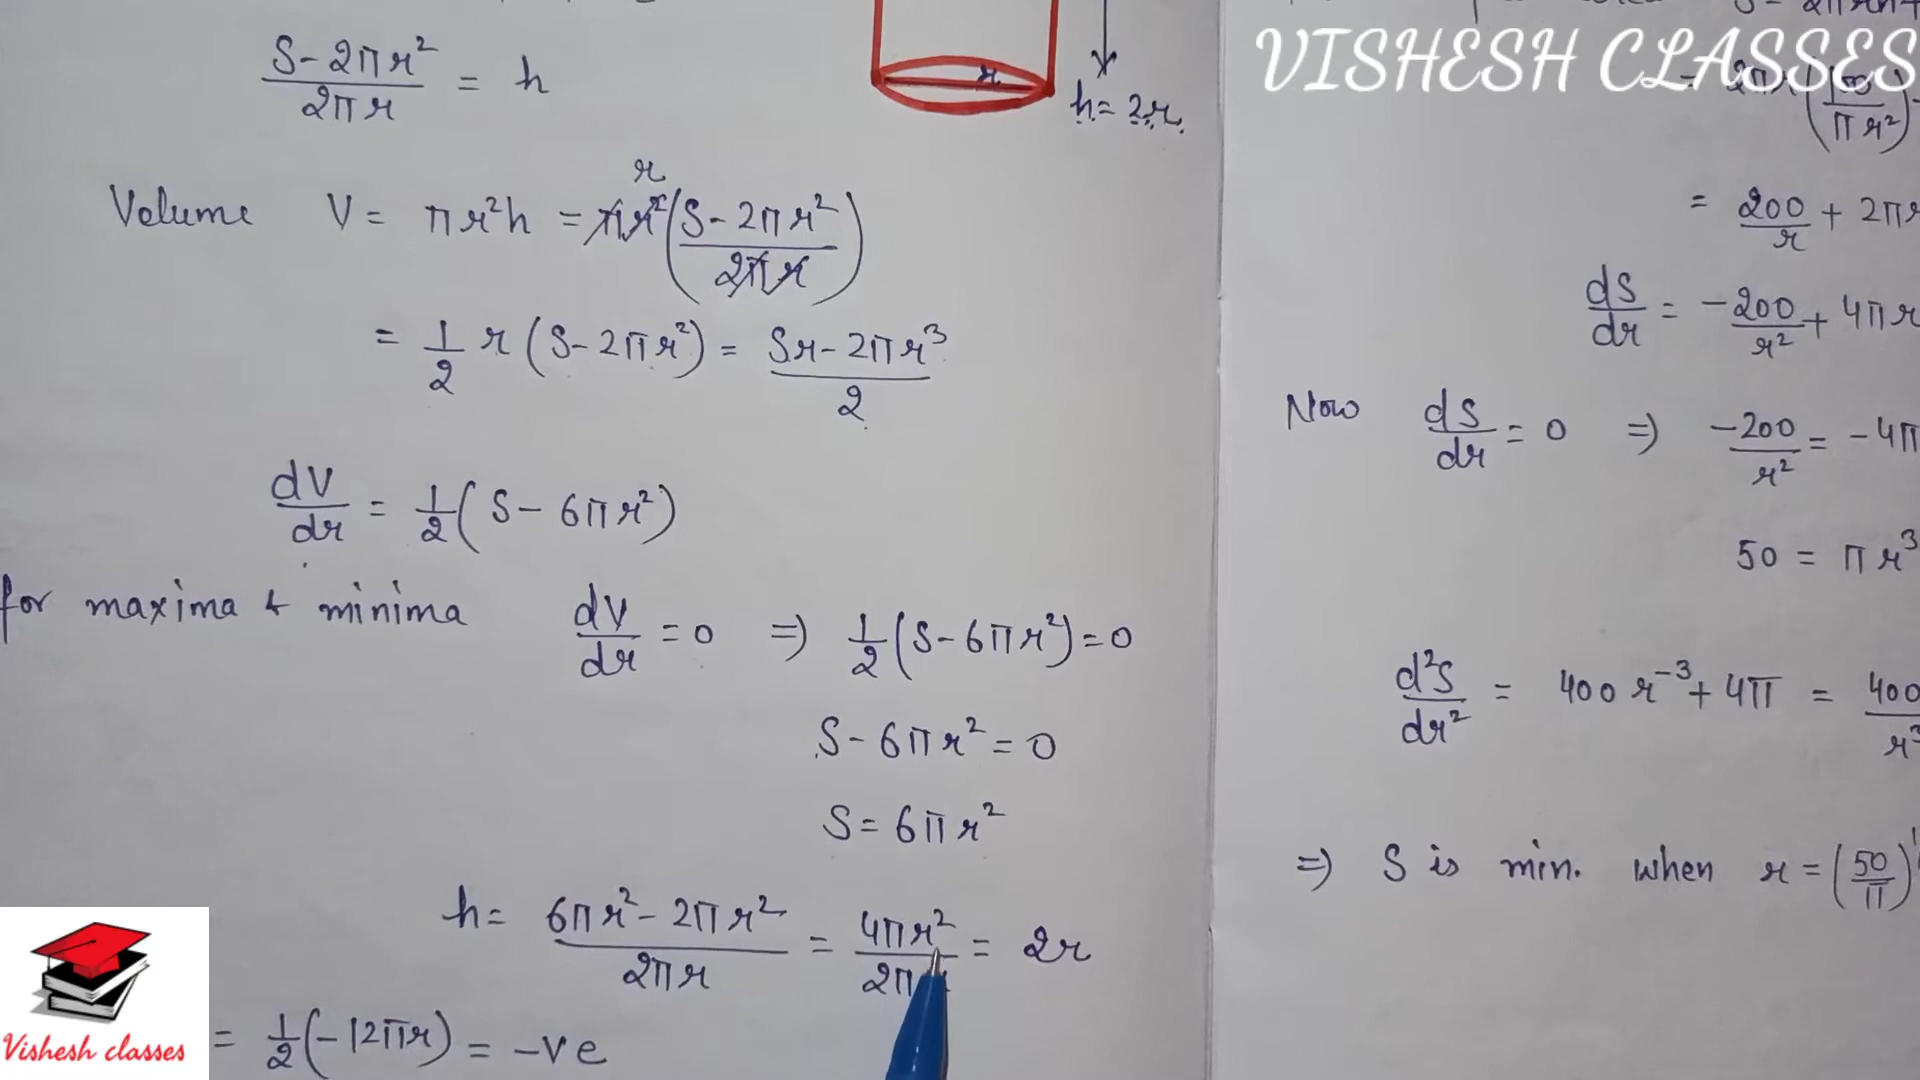 (S-2πr²)/(2πr) = h
r
h = 2r
Volume V = πr²h = πr² ((S-2πr²)/(2πr))
r
= 1/2 r (S-2πr²) = (Sr-2πr³)/2
dV/dr = 1/2 (S-6πr²)
for maxima & minima dV/dr = 0 ⇒ 1/2 (S-6πr²) = 0
S-6πr² = 0
S = 6πr²
h = (6πr²-2πr²)/(2πr) = 4πr²/2π = 2r
= 1/2 (-12πr) = -ve
VISHESH CLASSES
πr²
= 200/r + 2πr
dS/dr = -200/r² + 4πr
Now dS/dr = 0 ⇒ -200/r² = -4π
50 = πr³
d²S/dr² = 400 r⁻³ + 4π = 400/r³
⇒ S is min. when r = (50/π)
Vishesh classes